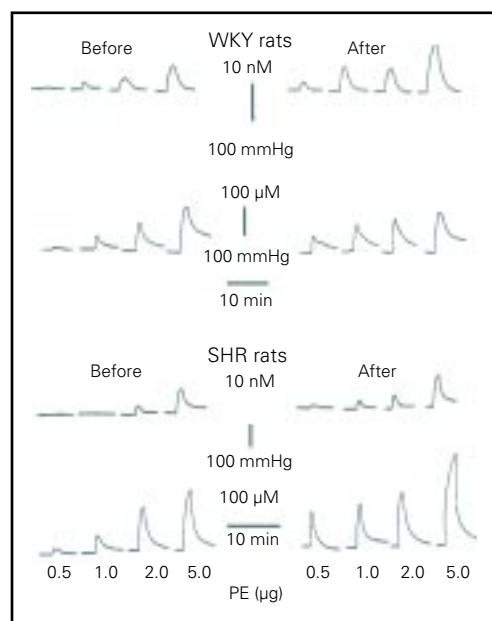 WKY rats
Before After
10 nM
100 mmHg
100 µM
100 mmHg
10 min
SHR rats
Before After
10 nM
100 mmHg
100 µM
10 min
0.5 1.0 2.0 5.0 0.5 1.0 2.0 5.0
PE (µg)